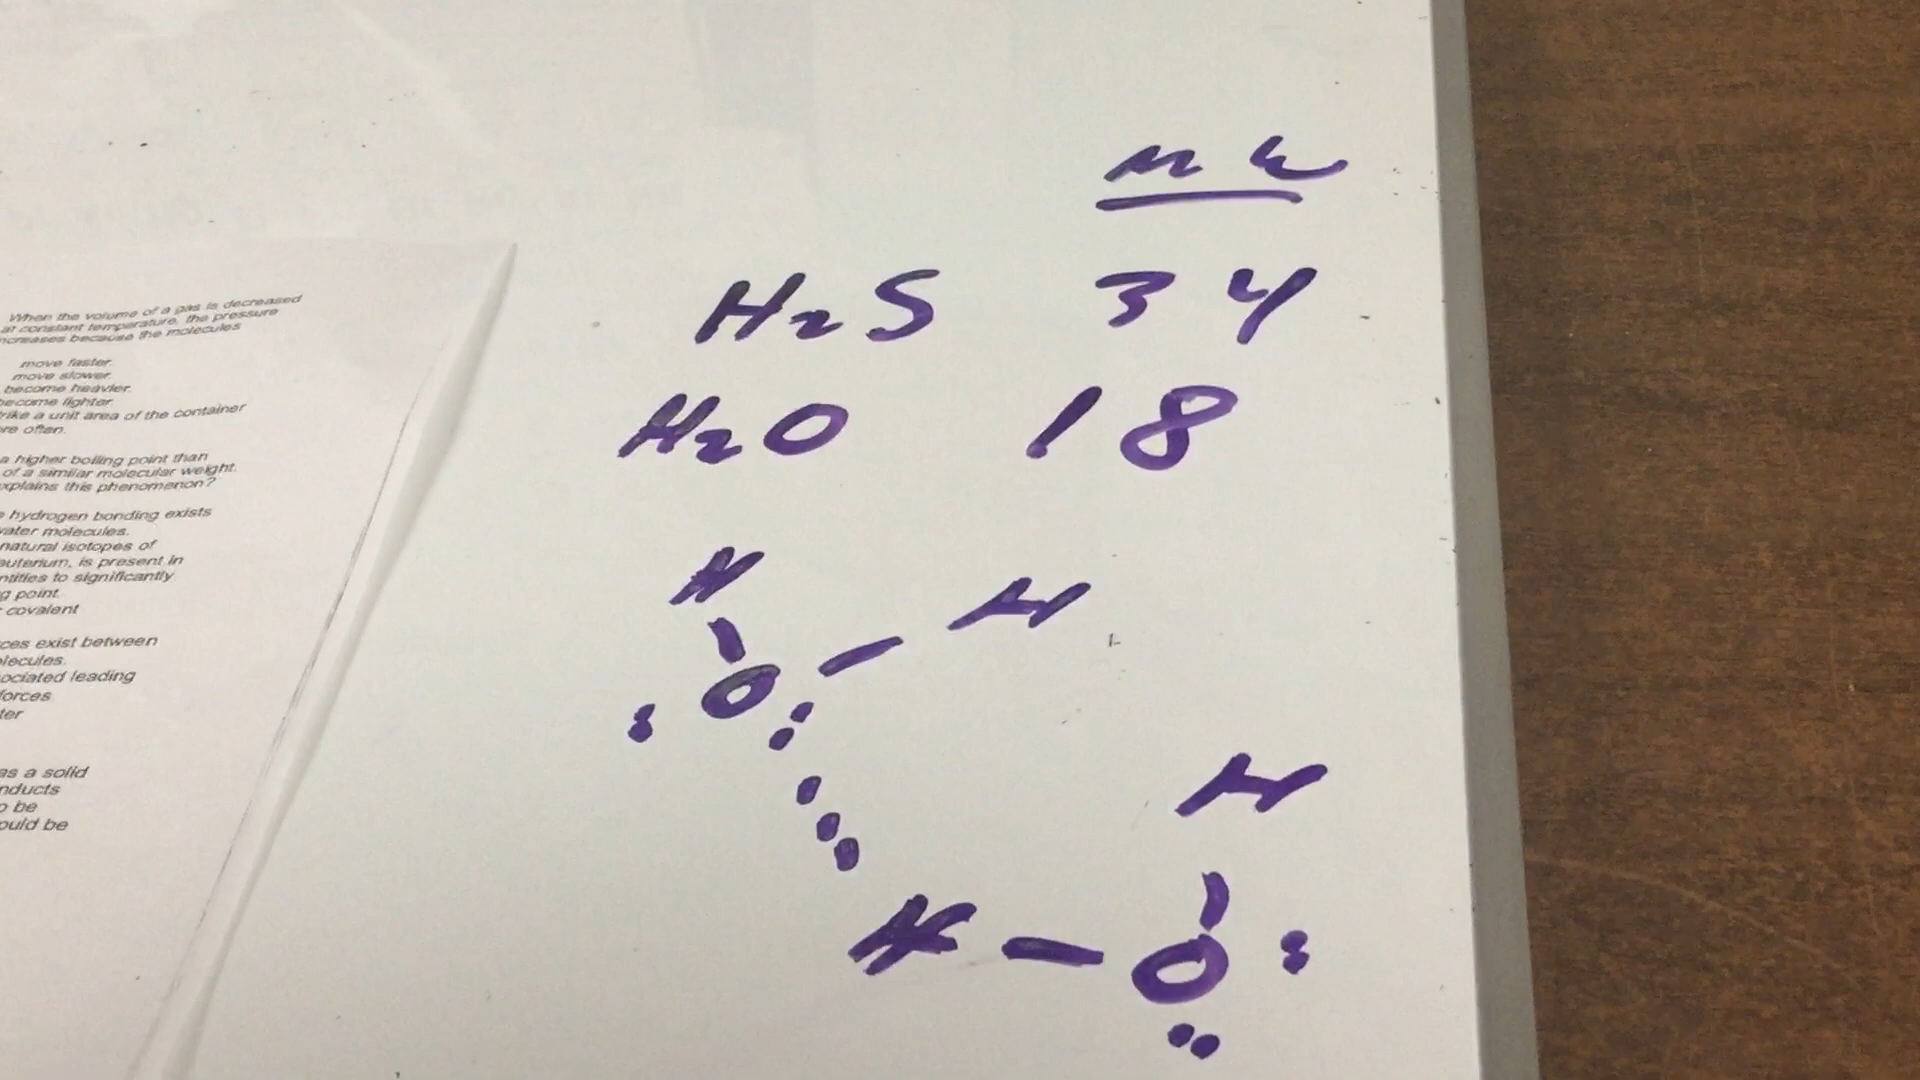 When the volume of a gas is decreased
at constant temperature, the pressure
ncreases because the molecules
move faster.
move slower.
become heavier.
ecome lighter.
rike a unit area of the container
re often.
a higher boiling point than
of a similar molecular weight.
xplains this phenomenon?
hydrogen bonding exists
vater molecules.
natural isotopes of
euterium, is present in
ntities to significantly
g point.
covalent
ces exist between
lecules.
ociated leading
forces
ter
as a solid
nducts
o be
ould be
MW
H2S 34
H2O 18
H
H
O
H
H O